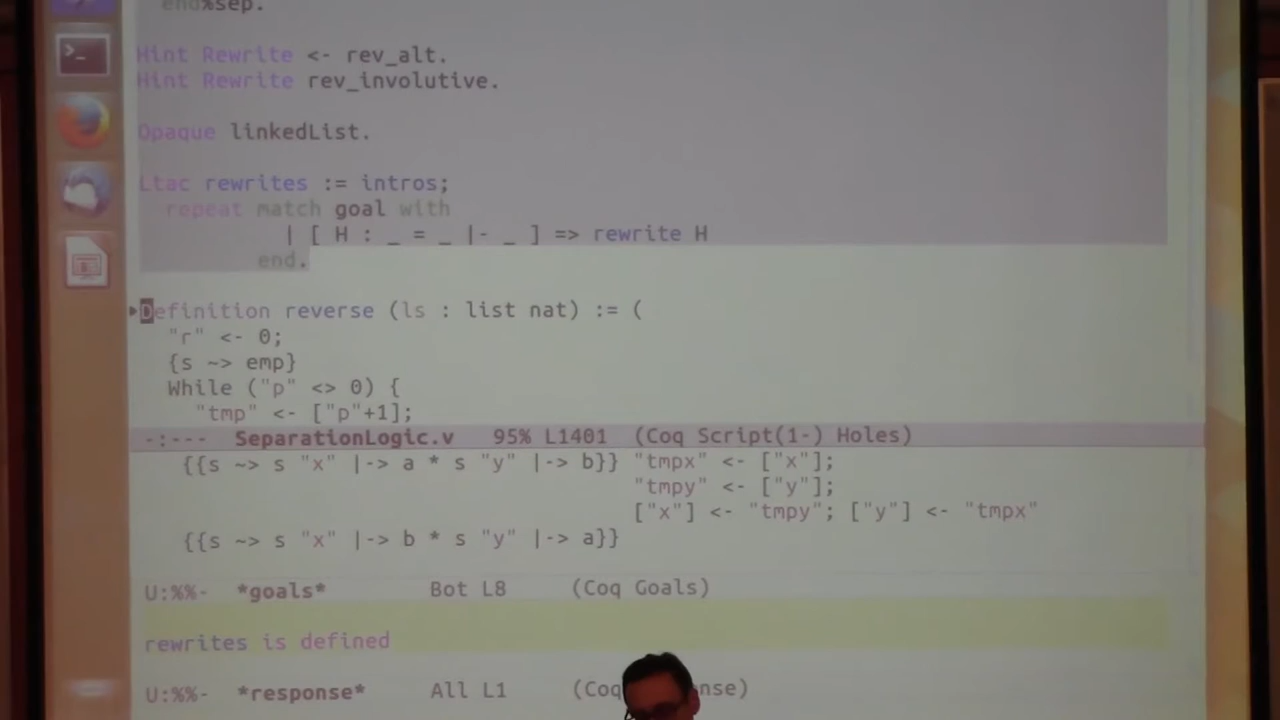 end%sep.
Hint Rewrite <- rev_alt.
Hint Rewrite rev_involutive.
Opaque linkedList.
Ltac rewrites := intros;
repeat match goal with
| [ H : _ = _ |- _ ] => rewrite H
end.
Definition reverse (ls : list nat) := (
"r" <- 0;
{s ~> emp}
While ("p" <> 0) {
"tmp" <- ["p"+1];
-:--- SeparationLogic.v 95% L1401 (Coq Script(1-) Holes)
{{s ~> s "x" |-> a * s "y" |-> b}} "tmpx" <- ["x"];
"tmpy" <- ["y"];
["x"] <- "tmpy"; ["y"] <- "tmpx"
{{s ~> s "x" |-> b * s "y" |-> a}}
U:%%- *goals* Bot L8 (Coq Goals)
rewrites is defined
U:%%- *response* All L1 (Coq nse)